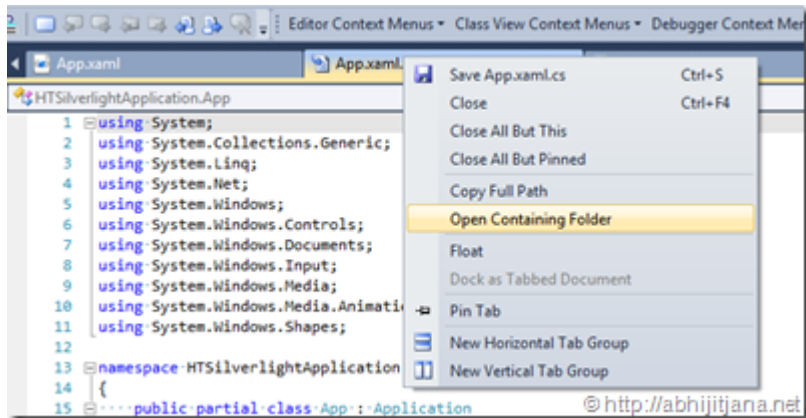 Editor Context Menus Class View Context Menus Debugger Context Mer
App.xaml App.xaml.
HTSilverlightApplication.App
1 using System;
2 using System.Collections.Generic;
3 using System.Linq;
4 using System.Net;
5 using System.Windows;
6 using System.Windows.Controls;
7 using System.Windows.Documents;
8 using System.Windows.Input;
9 using System.Windows.Media;
10 using System.Windows.Media.Animati
11 using System.Windows.Shapes;
12
13 namespace HTSilverlightApplication
14 {
15 public partial class App : Application
Save App.xaml.cs Ctrl+S
Close Ctrl+F4
Close All But This
Close All But Pinned
Copy Full Path
Open Containing Folder
Float
Dock as Tabbed Document
Pin Tab
New Horizontal Tab Group
New Vertical Tab Group
© http://abhijitjana.net